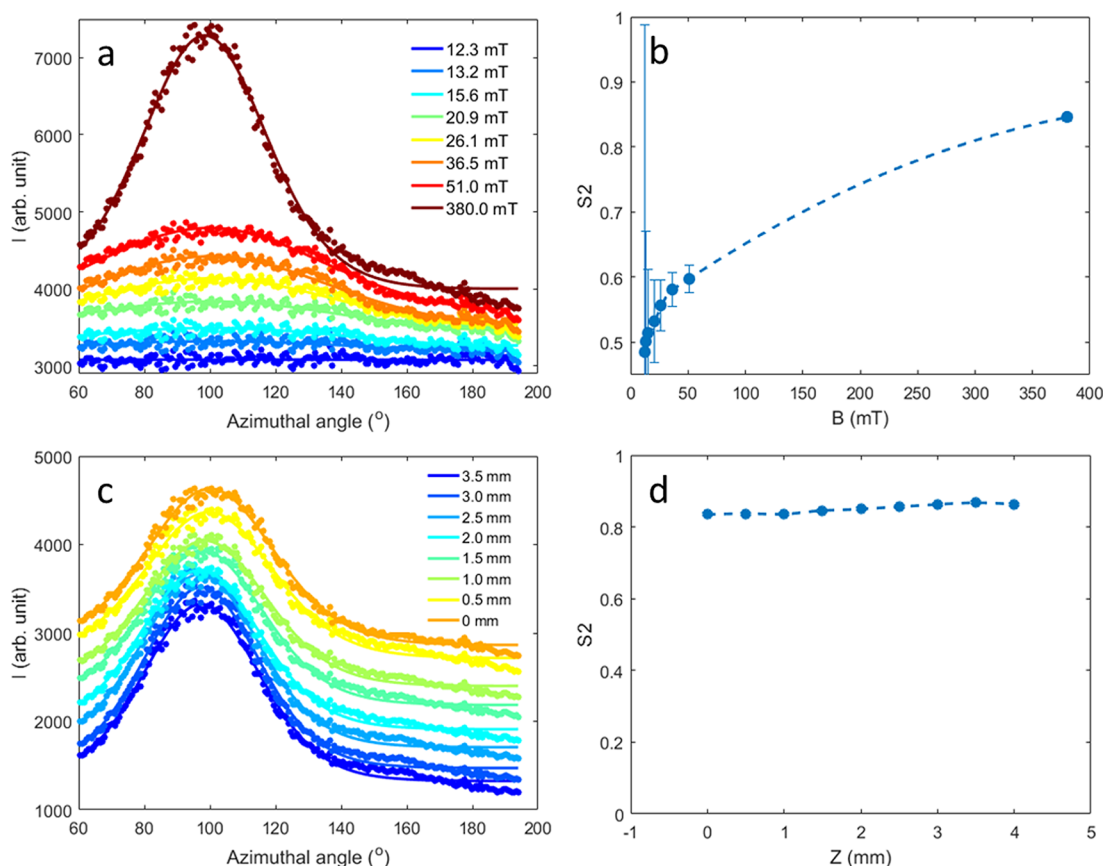 a
7000
6000
5000
4000
3000
I (arb. unit)
60 80 100 120 140 160 180 200
Azimuthal angle (°)
12.3 mT
13.2 mT
15.6 mT
20.9 mT
26.1 mT
36.5 mT
51.0 mT
380.0 mT
b
1
0.9
0.8
0.7
0.6
0.5
S2
0 50 100 150 200 250 300 350 400
B (mT)
c
5000
4000
3000
2000
1000
I (arb. unit)
60 80 100 120 140 160 180 200
Azimuthal angle (°)
3.5 mm
3.0 mm
2.5 mm
2.0 mm
1.5 mm
1.0 mm
0.5 mm
0 mm
d
1
0.8
0.6
0.4
0.2
0
S2
-1 0 1 2 3 4 5
Z (mm)